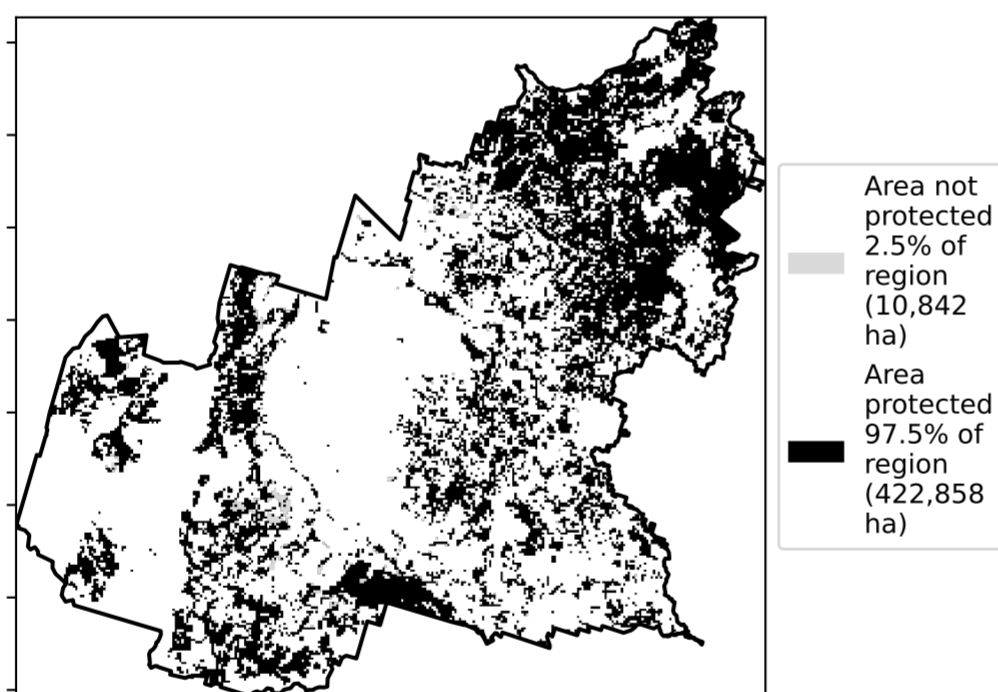 Area not
protected
2.5% of
region
(10,842
ha)
Area
protected
97.5% of
region
(422,858
ha)